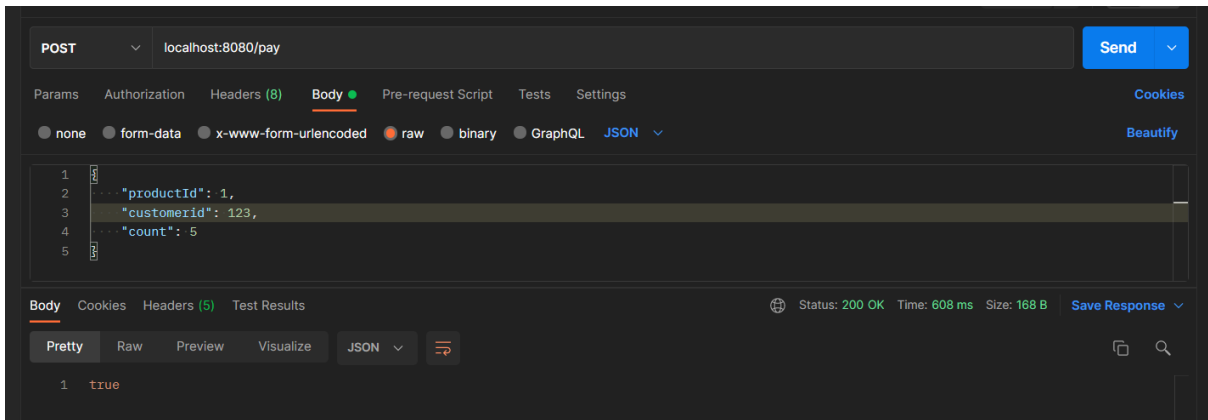 POST localhost:8080/pay Send
Params Authorization Headers (8) Body Pre-request Script Tests Settings Cookies
none form-data x-www-form-urlencoded raw binary GraphQL JSON Beautify
1 {
2 "productId": 1,
3 "customerid": 123,
4 "count": 5
5 }
Body Cookies Headers (5) Test Results Status: 200 OK Time: 608 ms Size: 168 B Save Response
Pretty Raw Preview Visualize JSON
1 true